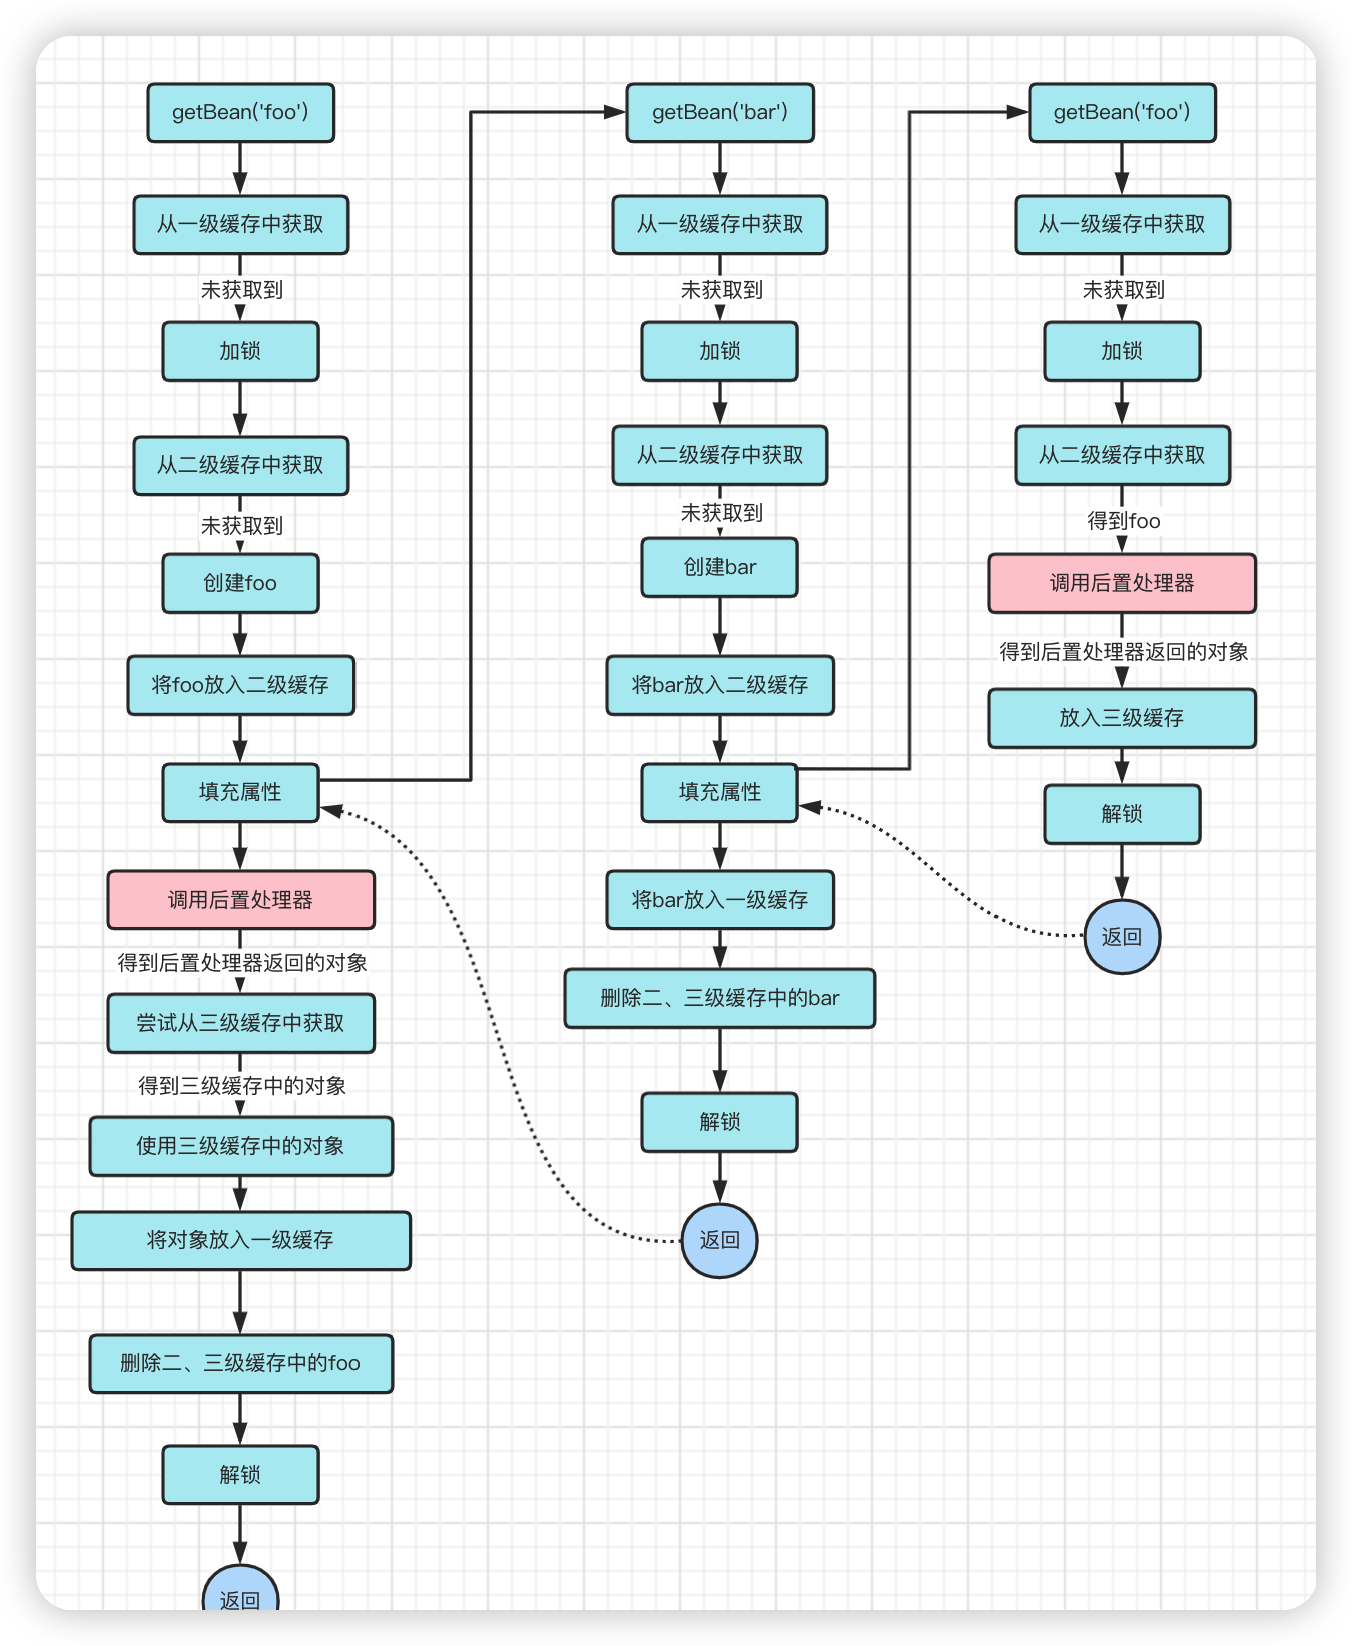 getBean('foo')
从一级缓存中获取
未获取到
加锁
从二级缓存中获取
未获取到
创建foo
将foo放入二级缓存
填充属性
调用后置处理器
得到后置处理器返回的对象
尝试从三级缓存中获取
得到三级缓存中的对象
使用三级缓存中的对象
将对象放入一级缓存
删除二、三级缓存中的foo
解锁
返回
getBean('bar')
从一级缓存中获取
未获取到
加锁
从二级缓存中获取
未获取到
创建bar
将bar放入二级缓存
填充属性
将bar放入一级缓存
删除二、三级缓存中的bar
解锁
返回
getBean('foo')
从一级缓存中获取
未获取到
加锁
从二级缓存中获取
得到foo
调用后置处理器
得到后置处理器返回的对象
放入三级缓存
解锁
返回